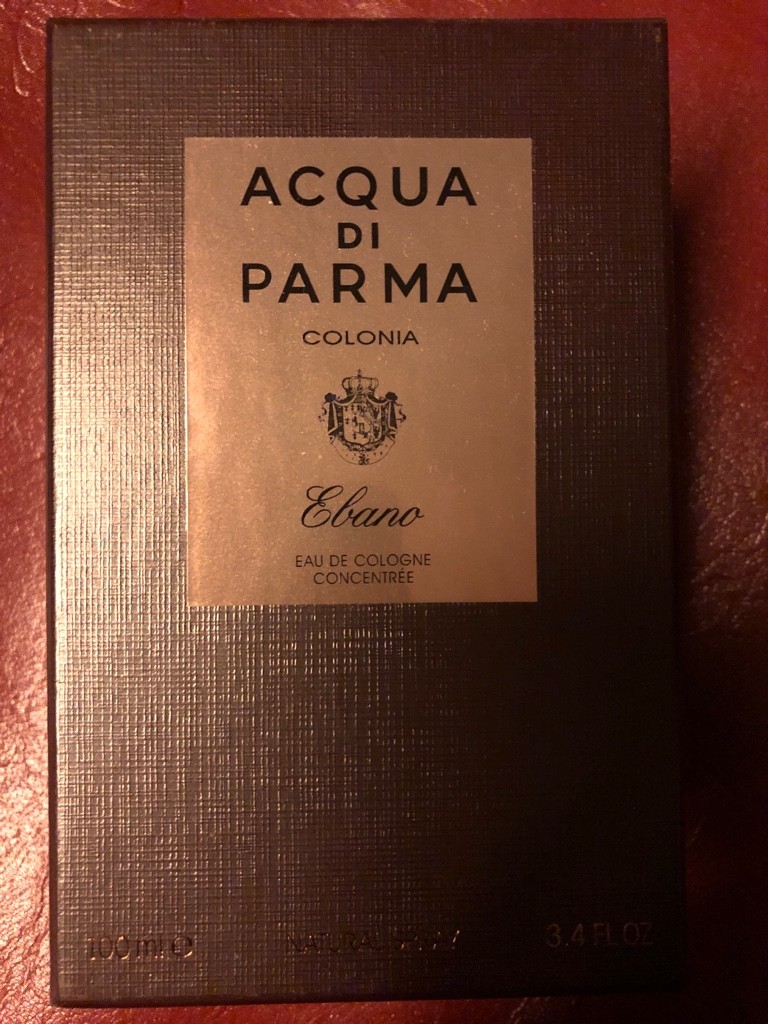 ACQUA
DI
PARMA
COLONIA
Ebano
EAU DE COLOGNE
CONCENTRÉE
100 ml ℮ NATURAL SPRAY 3.4 FL OZ